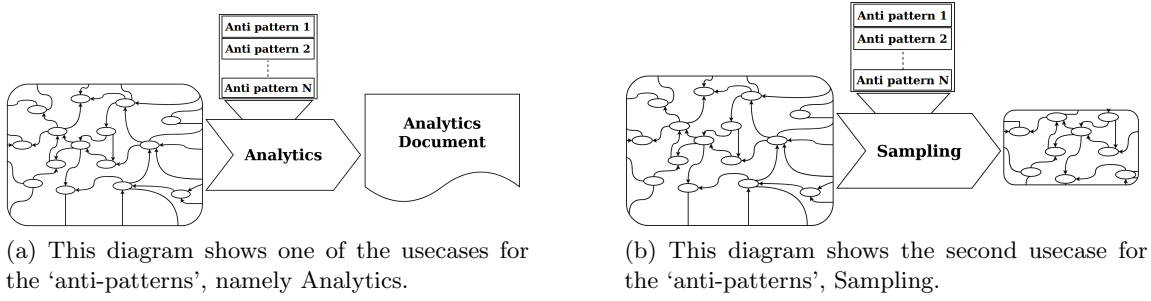 Anti pattern 1
Anti pattern 2
Anti pattern N
Analytics
Analytics
Document
(a) This diagram shows one of the usecases for
the ‘anti-patterns’, namely Analytics.
Anti pattern 1
Anti pattern 2
Anti pattern N
Sampling
(b) This diagram shows the second usecase for
the ‘anti-patterns’, Sampling.